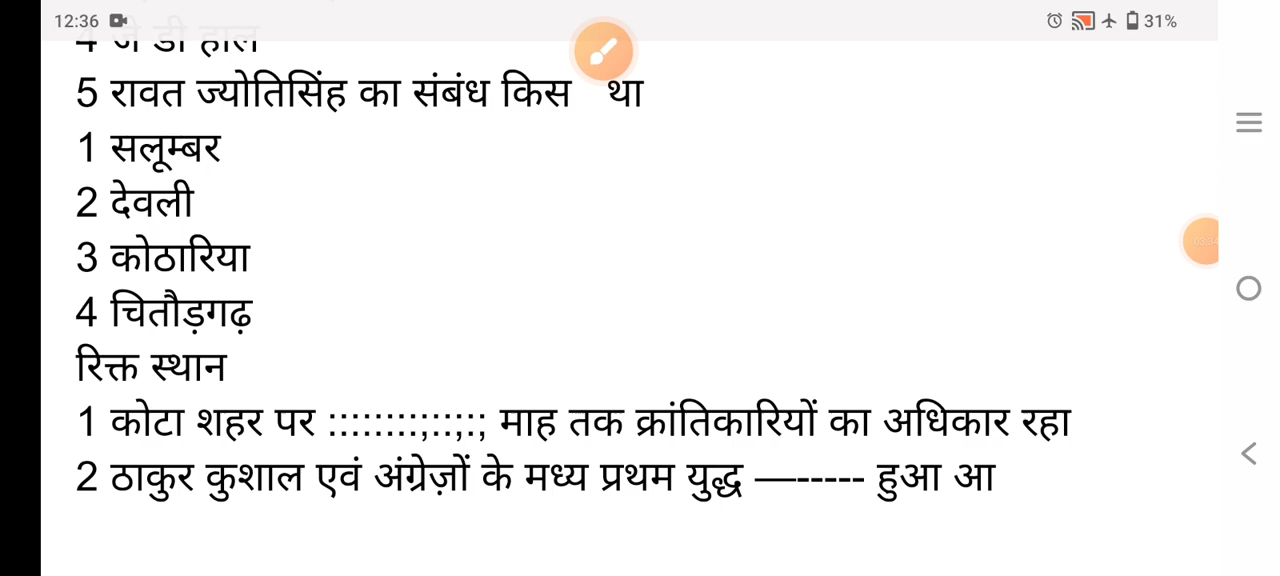 12:36 31%
4 जे डी हाल
5 रावत ज्योतिसिंह का संबंध किस था
1 सलूम्बर
2 देवली
3 कोठारिया
4 चितौड़गढ़
रिक्त स्थान
1 कोटा शहर पर ::::::::;::;:; माह तक क्रांतिकारियों का अधिकार रहा
2 ठाकुर कुशाल एवं अंग्रेज़ों के मध्य प्रथम युद्ध —------ हुआ आ